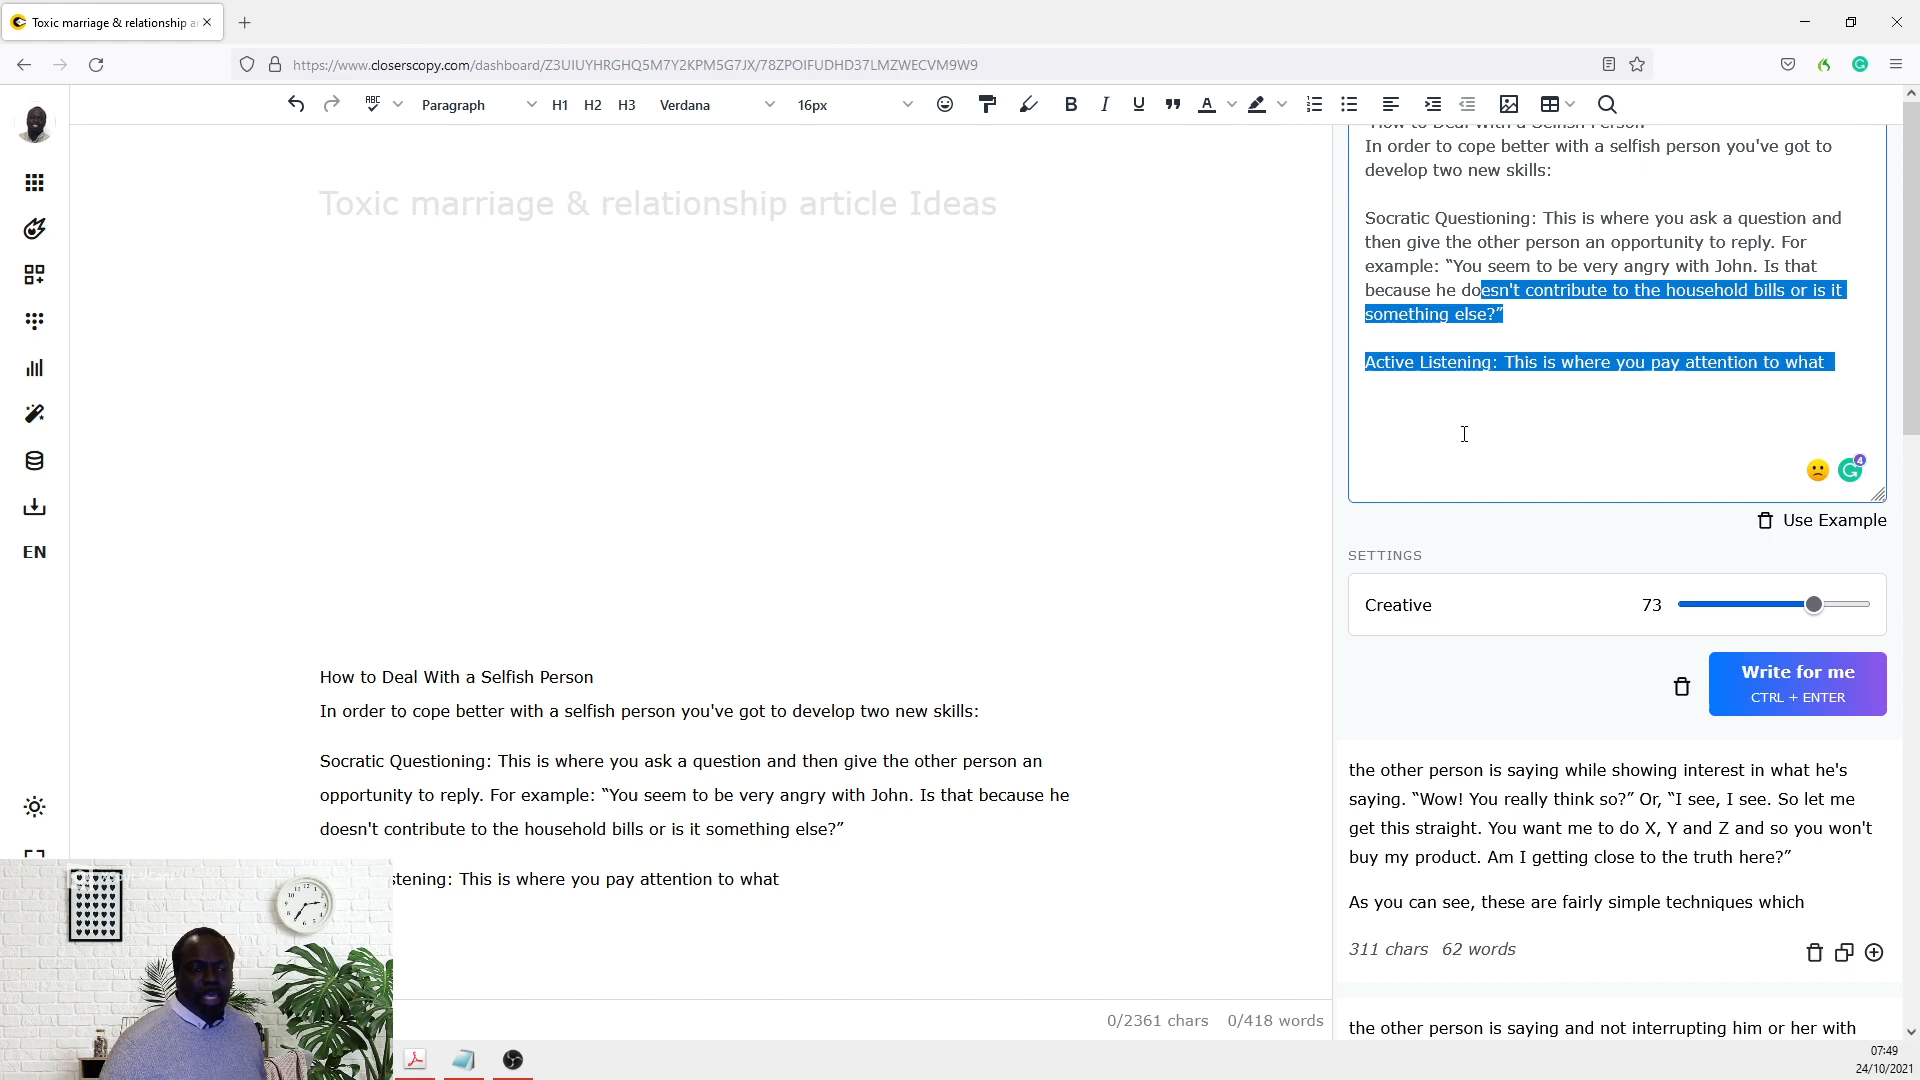 Toxic marriage & relationship ar
https://www.closerscopy.com/dashboard/Z3UIUYHRGHQ5M7Y2KPM5G7JX/78ZPOIFUDHD37LMZWECVM9W9
ABC
Paragraph
H1
H2
H3
Verdana
16px
B
I
U
A
EN
Toxic marriage & relationship article Ideas
How to Deal With a Selfish Person
In order to cope better with a selfish person you've got to develop two new skills:
Socratic Questioning: This is where you ask a question and then give the other person an
opportunity to reply. For example: “You seem to be very angry with John. Is that because he
doesn't contribute to the household bills or is it something else?”
stening: This is where you pay attention to what
0/2361 chars 0/418 words
How to Deal With a Selfish Person
In order to cope better with a selfish person you've got to
develop two new skills:
Socratic Questioning: This is where you ask a question and
then give the other person an opportunity to reply. For
example: “You seem to be very angry with John. Is that
because he doesn't contribute to the household bills or is it
something else?”
Active Listening: This is where you pay attention to what
4
Use Example
SETTINGS
Creative 73
Write for me
CTRL + ENTER
the other person is saying while showing interest in what he's
saying. “Wow! You really think so?” Or, “I see, I see. So let me
get this straight. You want me to do X, Y and Z and so you won't
buy my product. Am I getting close to the truth here?”
As you can see, these are fairly simple techniques which
311 chars 62 words
the other person is saying and not interrupting him or her with
07:49
24/10/2021